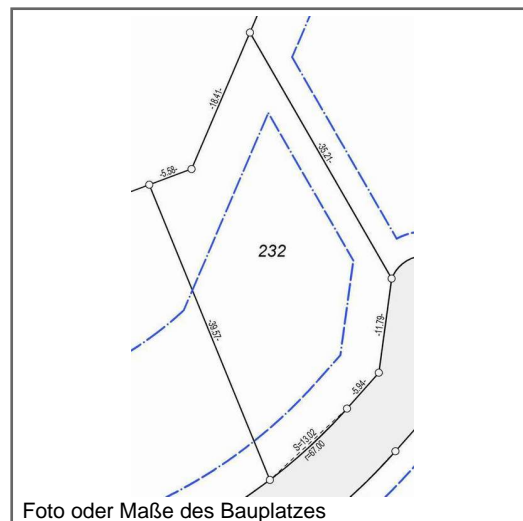 -18.41-
-35.21-
-5.58-
232
-39.57-
-11.79-
-5.94-
S=13.02
r=67.00
Foto oder Maße des Bauplatzes